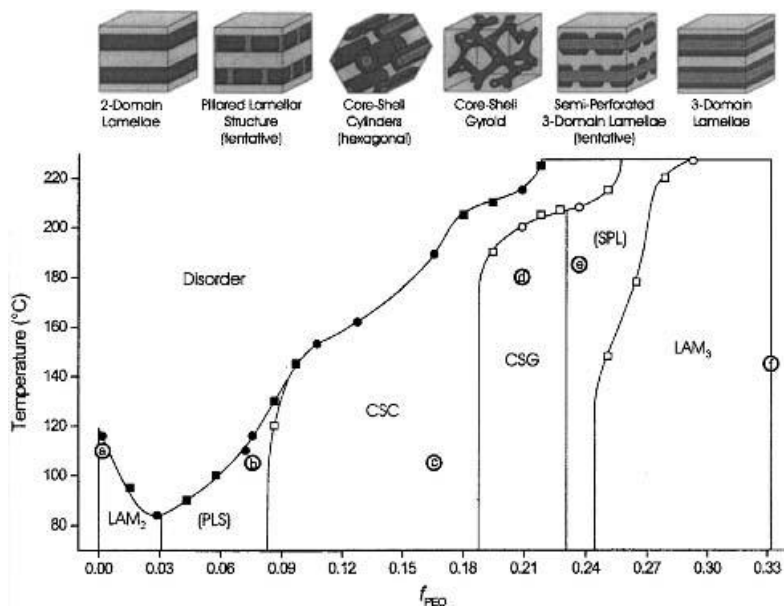 2-Domain
Lamellae
Pillared Lamellar
Structure
(tentative)
Core-Shell
Cylinders
(hexagonal)
Core-Shell
Gyroid
Semi-Perforated
3-Domain Lamellae
(tentative)
3-Domain
Lamellae
Temperature (°C)
220
200
180
160
140
120
100
80
Disorder
(SPL)
d
e
CSG
LAM₃
f
CSC
a
b
c
LAM₂
(PLS)
0.00 0.03 0.06 0.09 0.12 0.15 0.18 0.21 0.24 0.27 0.30 0.33
f_PEO